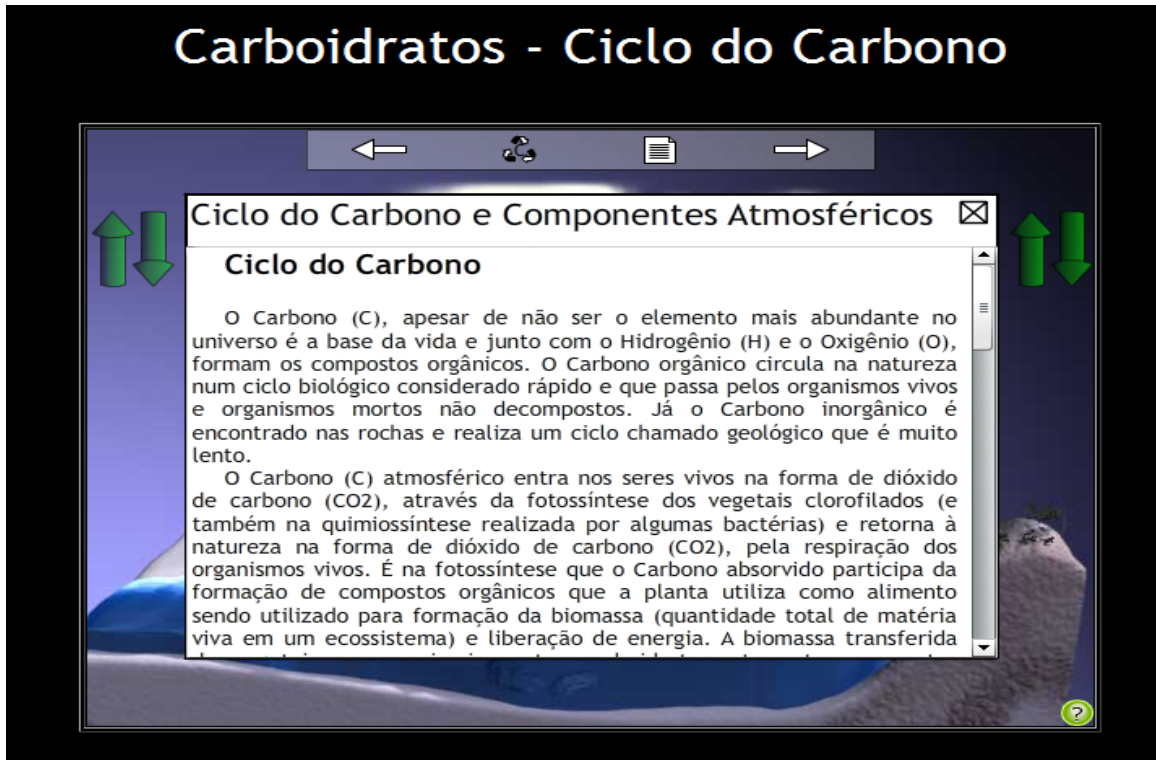 Carboidratos - Ciclo do Carbono
Ciclo do Carbono e Componentes Atmosféricos
Ciclo do Carbono
O Carbono (C), apesar de não ser o elemento mais abundante no
universo é a base da vida e junto com o Hidrogênio (H) e o Oxigênio (O),
formam os compostos orgânicos. O Carbono orgânico circula na natureza
num ciclo biológico considerado rápido e que passa pelos organismos vivos
e organismos mortos não decompostos. Já o Carbono inorgânico é
encontrado nas rochas e realiza um ciclo chamado geológico que é muito
lento.
O Carbono (C) atmosférico entra nos seres vivos na forma de dióxido
de carbono (CO2), através da fotossíntese dos vegetais clorofilados (e
também na quimiossíntese realizada por algumas bactérias) e retorna à
natureza na forma de dióxido de carbono (CO2), pela respiração dos
organismos vivos. É na fotossíntese que o Carbono absorvido participa da
formação de compostos orgânicos que a planta utiliza como alimento
sendo utilizado para formação da biomassa (quantidade total de matéria
viva em um ecossistema) e liberação de energia. A biomassa transferida
?